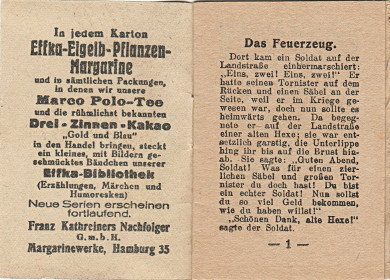 In jedem Karton
Effka-Eigelb-Pflanzen-
Margarine
und in sämtlichen Packungen,
in denen wir unsere
Marco Polo-Tee
und die rühmlichst bekannten
Drei-Zinnen-Kakao
„Gold und Blau"
in den Handel bringen, steckt
ein kleines, mit Bildern ge-
schmücktes Bändchen unserer
Effka-Bibliothek
(Erzählungen, Märchen und
Humoresken)
Neue Serien erscheinen
fortlaufend.
Franz Kathreiners Nachfolger
G. m. b. H.
Margarinewerke, Hamburg 35
Das Feuerzeug.
Dort kam ein Soldat auf der
Landstraße einhermarschiert:
„Eins, zwei! Eins, zwei!" Er
hatte seinen Tornister auf dem
Rücken und einen Säbel an der
Seite, weil er im Kriege ge-
wesen war, doch nun sollte es
heimwärts gehen. Da begeg-
nete er auf der Landstraße
einer alten Hexe; sie war ent-
setzlich garstig, die Unterlippe
hing ihr bis auf die Brust hin-
ab. Sie sagte: „Guten Abend,
Soldat! Was für einen zier-
lichen Säbel und großen Tor-
nister du doch hast! Du bist
ein echter Soldat! Nun sollst
du so viel Geld bekommen,
wie du haben willst!"
„Schönen Dank, alte Hexe!"
sagte der Soldat.
— 1 —